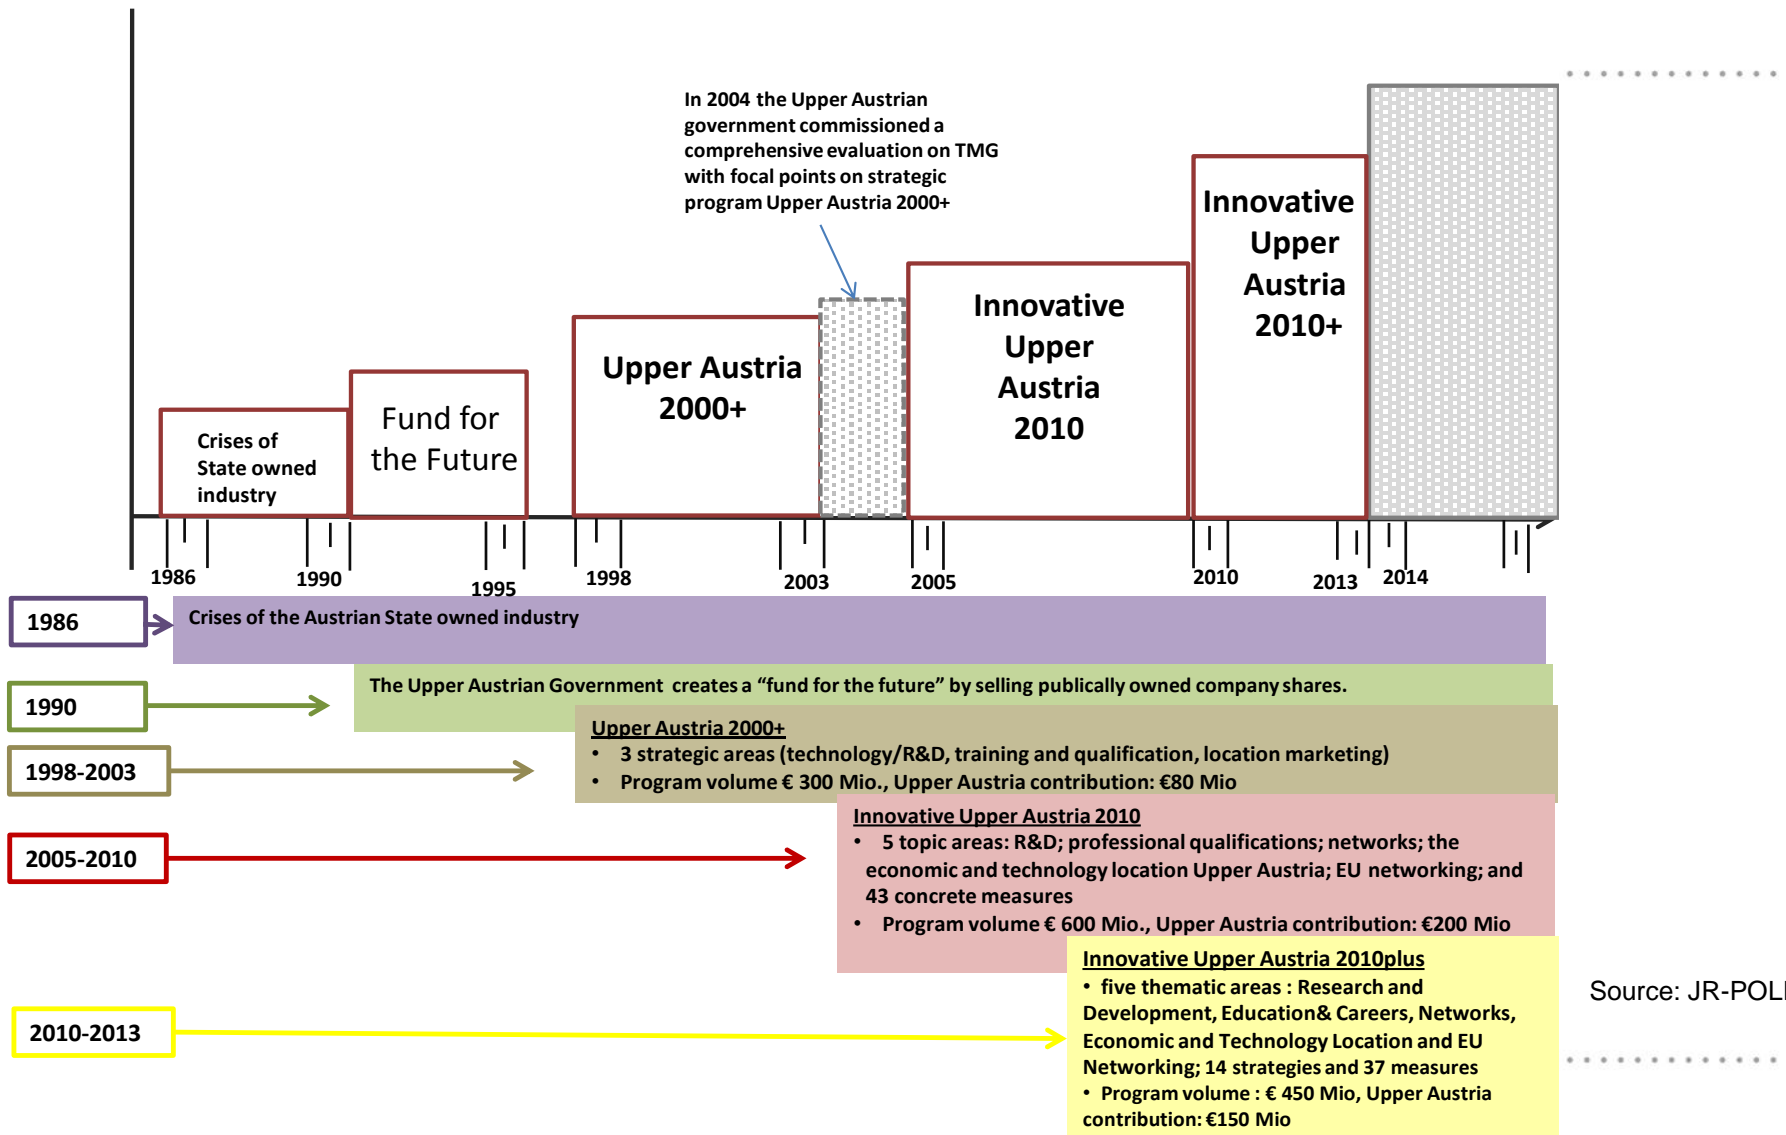 In 2004 the Upper Austrian
government commissioned a
comprehensive evaluation on TMG
with focal points on strategic
program Upper Austria 2000+
Crises of
State owned
industry
Fund for
the Future
Upper Austria
2000+
Innovative
Upper
Austria
2010
Innovative
Upper
Austria
2010+
1986
1990
1995
1998
2003
2005
2010
2013
2014
1986
Crises of the Austrian State owned industry
1990
The Upper Austrian Government creates a “fund for the future” by selling publically owned company shares.
1998-2003
Upper Austria 2000+
• 3 strategic areas (technology/R&D, training and qualification, location marketing)
• Program volume € 300 Mio., Upper Austria contribution: €80 Mio
2005-2010
Innovative Upper Austria 2010
• 5 topic areas: R&D; professional qualifications; networks; the
economic and technology location Upper Austria; EU networking; and
43 concrete measures
• Program volume € 600 Mio., Upper Austria contribution: €200 Mio
2010-2013
Innovative Upper Austria 2010plus
• five thematic areas : Research and
Development, Education& Careers, Networks,
Economic and Technology Location and EU
Networking; 14 strategies and 37 measures
• Program volume : € 450 Mio, Upper Austria
contribution: €150 Mio
Source: JR-POL